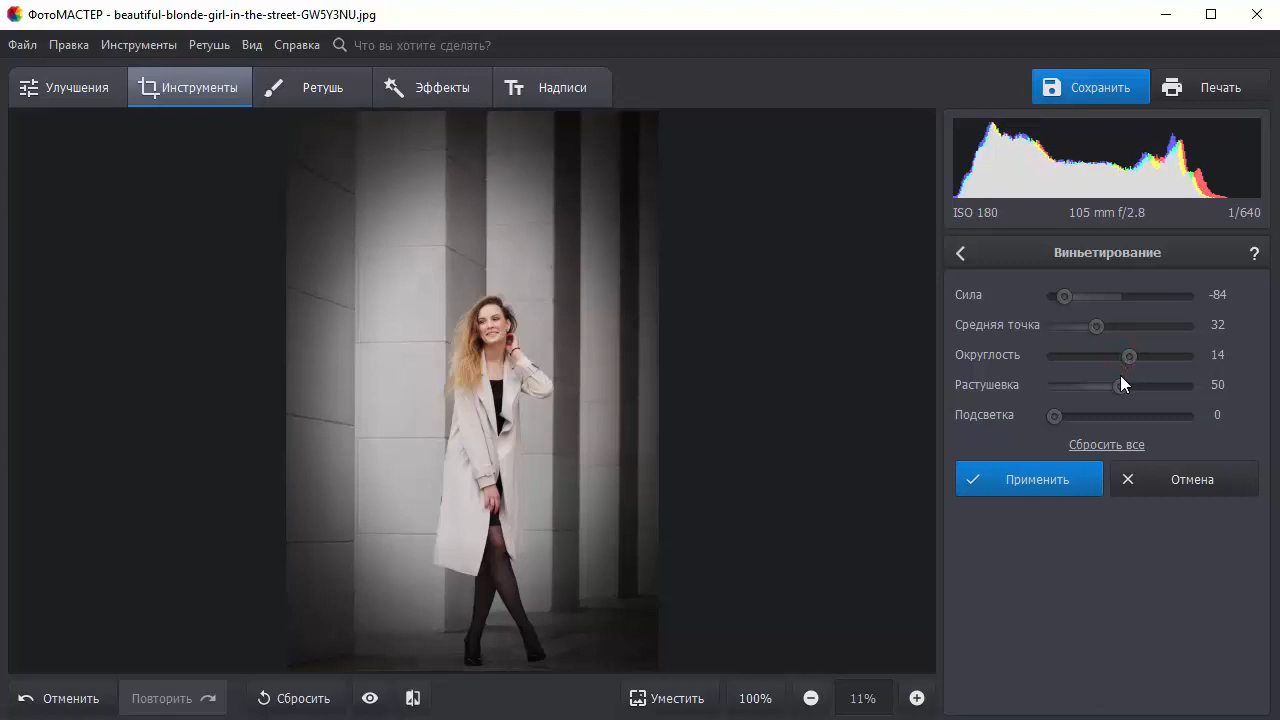 ФотоМАСТЕР - beautiful-blonde-girl-in-the-street-GW5Y3NU.jpg
Файл Правка Инструменты Ретушь Вид Справка Что вы хотите сделать?
Улучшения Инструменты Ретушь Эффекты Надписи Сохранить Печать
ISO 180 105 mm f/2.8 1/640
Виньетирование ?
Сила -84
Средняя точка 32
Округлость 14
Растушевка 50
Подсветка 0
Сбросить все
Применить Отмена
Отменить Повторить Сбросить Уместить 100% 11%